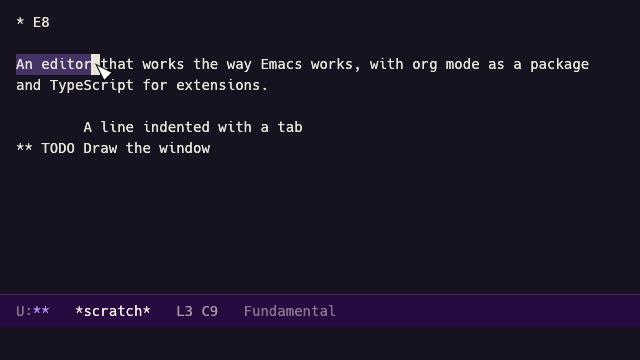 * E8
An editor that works the way Emacs works, with org mode as a package
and TypeScript for extensions.
A line indented with a tab
** TODO Draw the window
U:** *scratch* L3 C9 Fundamental